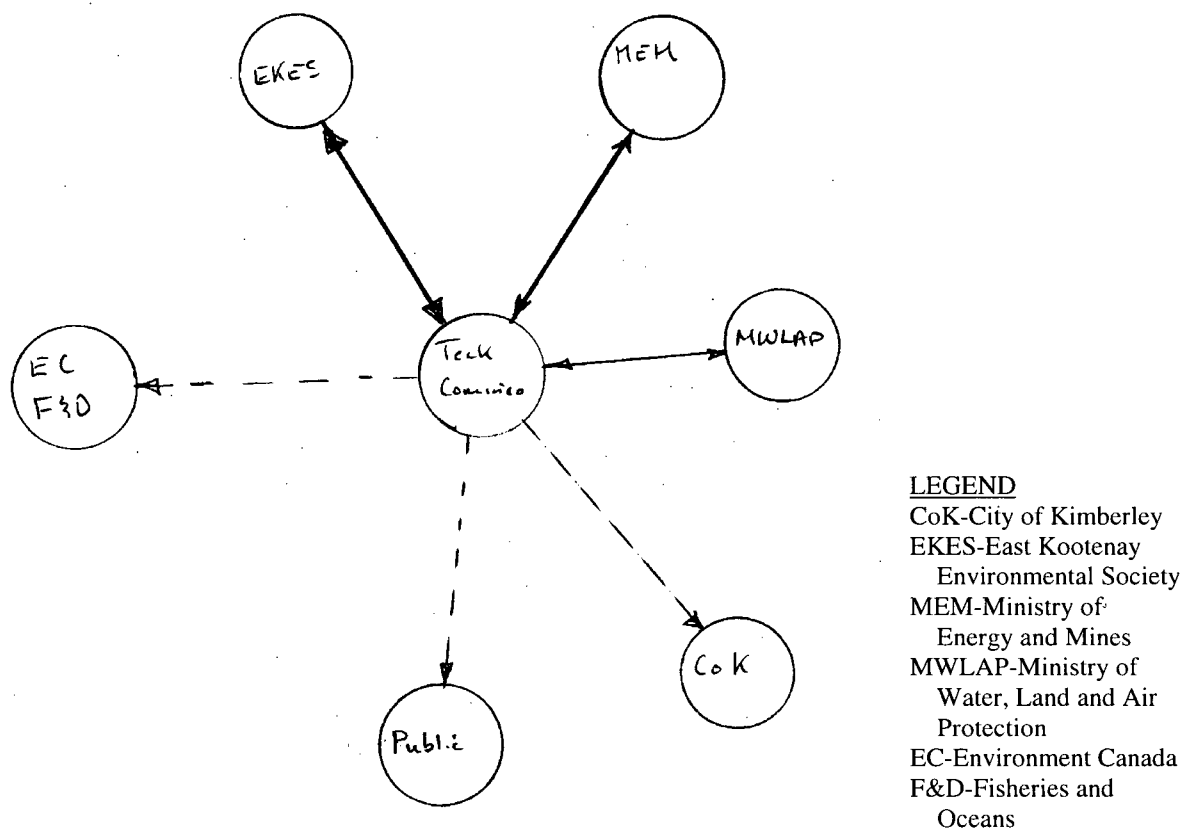 EKES
MEM
MWLAP
Teck
Cominco
EC
F&D
CoK
Public
LEGEND
CoK-City of Kimberley
EKES-East Kootenay
Environmental Society
MEM-Ministry of
Energy and Mines
MWLAP-Ministry of
Water, Land and Air
Protection
EC-Environment Canada
F&D-Fisheries and
Oceans